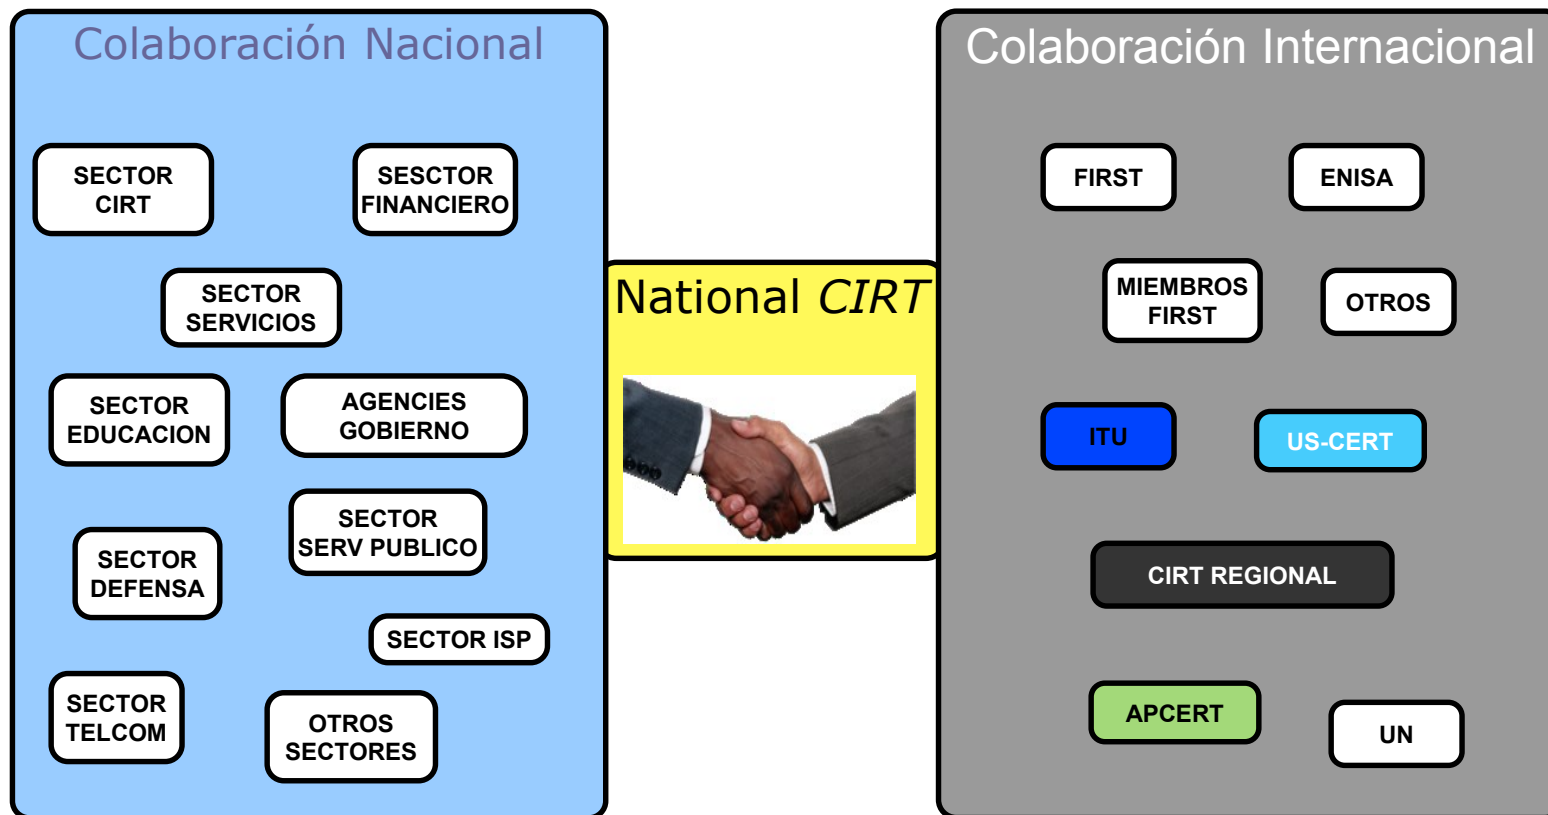 Colaboración Nacional
SECTOR
CIRT
SESCTOR
FINANCIERO
SECTOR
SERVICIOS
SECTOR
EDUCACION
AGENCIES
GOBIERNO
SECTOR
SERV PUBLICO
SECTOR
DEFENSA
SECTOR ISP
SECTOR
TELCOM
OTROS
SECTORES
National CIRT
Colaboración Internacional
FIRST
ENISA
MIEMBROS
FIRST
OTROS
ITU
US-CERT
CIRT REGIONAL
APCERT
UN